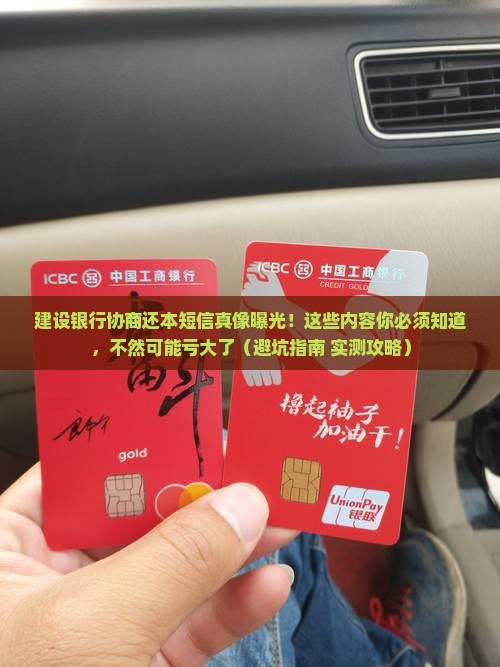 ICBC 中国工商银行
ICBC 中国工商银行
CREDIT GOLD
建设银行协商还本短信真像曝光！这些内容你必须知道
，不然可能亏大了（避坑指南 实测攻略）
奋斗
撸起袖子
加油干！
gold
UnionPay
银联